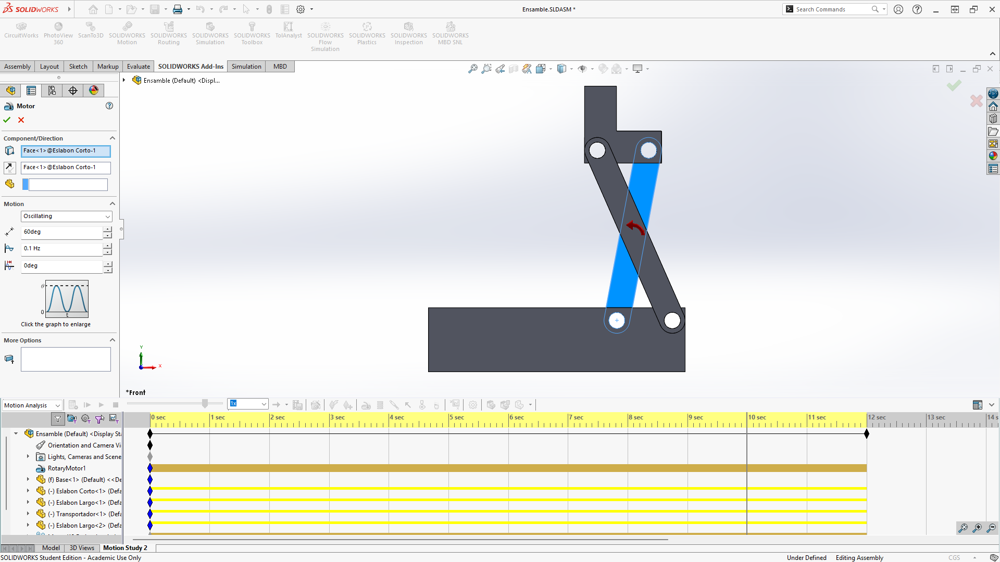 SOLIDWORKS
Ensamble.SLDASM *
Search Commands
CircuitWorks
PhotoView
360
ScanTo3D
SOLIDWORKS
Motion
SOLIDWORKS
Routing
SOLIDWORKS
Simulation
SOLIDWORKS
Toolbox
TolAnalyst
SOLIDWORKS
Flow
Simulation
SOLIDWORKS
Plastics
SOLIDWORKS
Inspection
SOLIDWORKS
MBD SNL
Assembly
Layout
Sketch
Markup
Evaluate
SOLIDWORKS Add-Ins
Simulation
MBD
Ensamble (Default) <Displ...
Motor
Component/Direction
Face<1>@Eslabon Corto-1
Face<1>@Eslabon Corto-1
Motion
Oscillating
60deg
0.1 Hz
0deg
θ
0
t
Click the graph to enlarge
More Options
Y
X
*Front
Motion Analysis
1x
0 sec
1 sec
2 sec
3 sec
4 sec
5 sec
6 sec
7 sec
8 sec
9 sec
10 sec
11 sec
12 sec
13 sec
14 s
Ensamble (Default) <Display Sta
Orientation and Camera Vi
Lights, Cameras and Scene
RotaryMotor1
(f) Base<1> (Default) <<De
(-) Eslabon Corto<1> (Defa
(-) Eslabon Largo<1> (Defa
(-) Transportador<1> (Defa
(-) Eslabon Largo<2> (Defa
Model
3D Views
Motion Study 2
SOLIDWORKS Student Edition - Academic Use Only
Under Defined
Editing Assembly
CGS